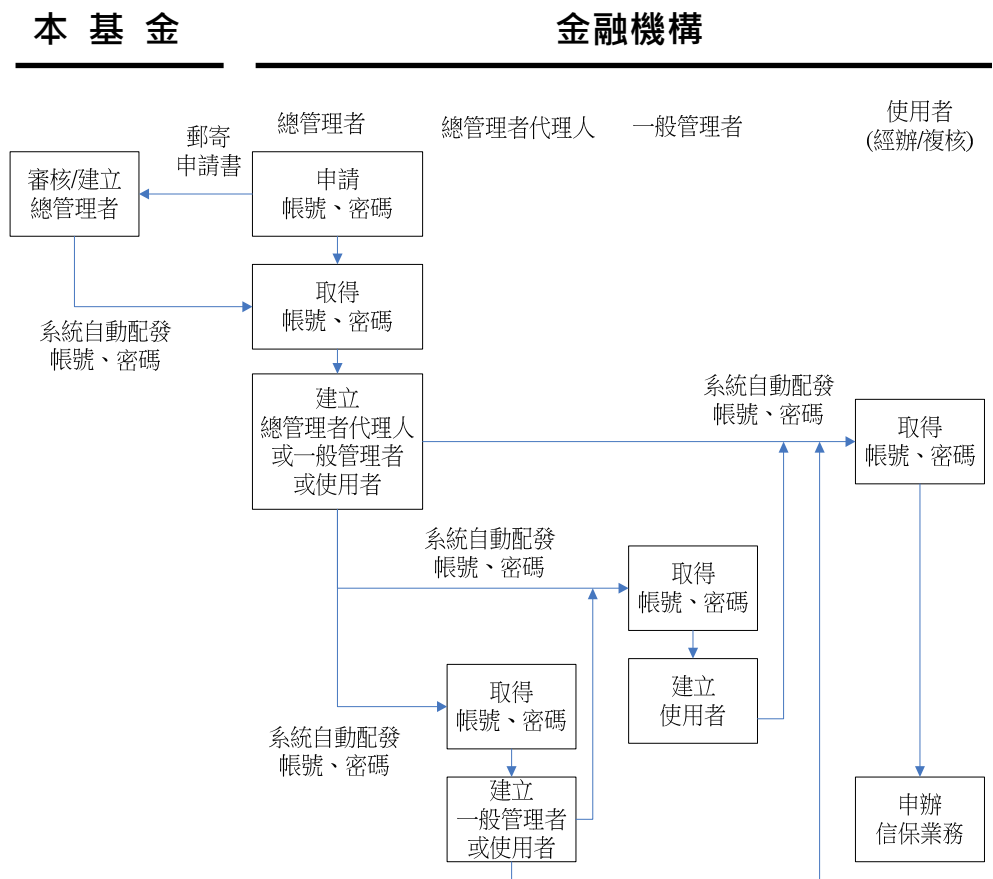 本基金
金融機構
總管理者
總管理者代理人
一般管理者
使用者
(經辦/複核)
郵寄
申請書
審核/建立
總管理者
申請
帳號、密碼
取得
帳號、密碼
系統自動配發
帳號、密碼
建立
總管理者代理人
或一般管理者
或使用者
系統自動配發
帳號、密碼
取得
帳號、密碼
系統自動配發
帳號、密碼
取得
帳號、密碼
建立
使用者
取得
帳號、密碼
系統自動配發
帳號、密碼
建立
一般管理者
或使用者
申辦
信保業務